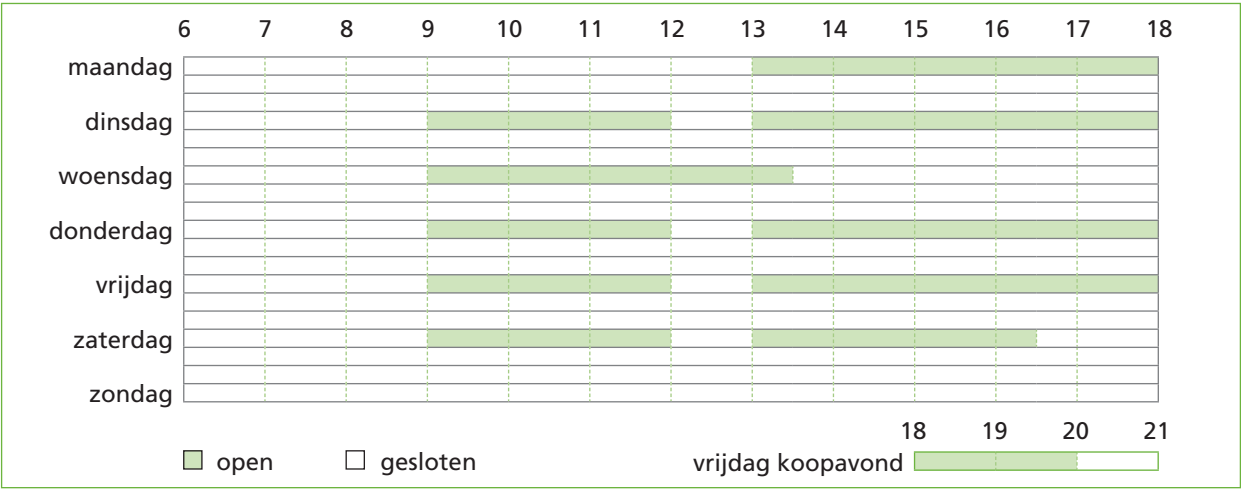 6 7 8 9 10 11 12 13 14 15 16 17 18
maandag
dinsdag
woensdag
donderdag
vrijdag
zaterdag
zondag
18 19 20 21
open gesloten vrijdag koopavond